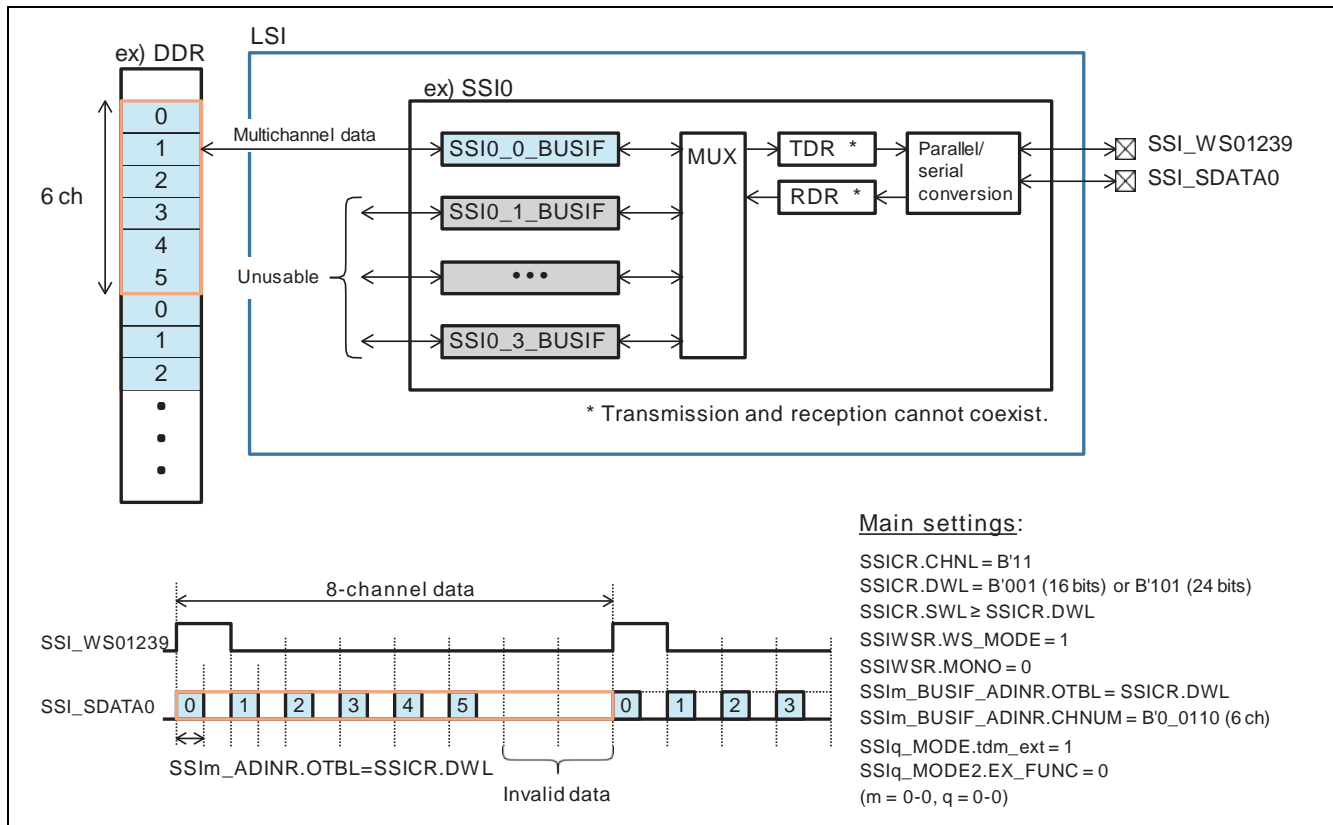 LSI
ex) DDR
ex) SSI0
0
1
2
3
4
5
0
1
2
6 ch
Multichannel data
Unusable
SSI0_0_BUSIF
SSI0_1_BUSIF
•••
SSI0_3_BUSIF
MUX
TDR *
RDR *
Parallel/
serial
conversion
SSI_WS01239
SSI_SDATA0
* Transmission and reception cannot coexist.
8-channel data
SSI_WS01239
SSI_SDATA0
0 1 2 3 4 5 0 1 2 3
SSIm_ADINR.OTBL=SSICR.DWL
Invalid data
Main settings:
SSICR.CHNL = B'11
SSICR.DWL = B'001 (16 bits) or B'101 (24 bits)
SSICR.SWL ≥ SSICR.DWL
SSIWSR.WS_MODE = 1
SSIWSR.MONO = 0
SSIm_BUSIF_ADINR.OTBL = SSICR.DWL
SSIm_BUSIF_ADINR.CHNUM = B'0_0110 (6 ch)
SSIq_MODE.tdm_ext = 1
SSIq_MODE2.EX_FUNC = 0
(m = 0-0, q = 0-0)